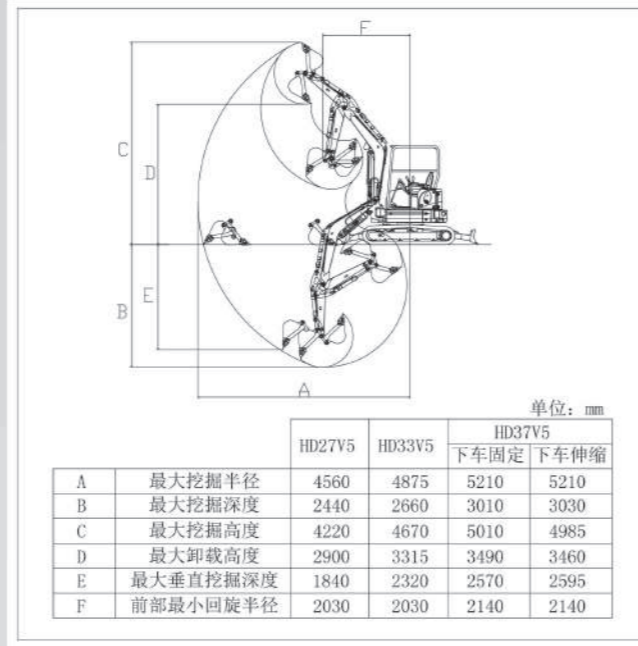 F
C
D
B
E
A
单位：mm
HD27V5 HD33V5 HD37V5
下车固定 下车伸缩
A 最大挖掘半径 4560 4875 5210 5210
B 最大挖掘深度 2440 2660 3010 3030
C 最大挖掘高度 4220 4670 5010 4985
D 最大卸载高度 2900 3315 3490 3460
E 最大垂直挖掘深度 1840 2320 2570 2595
F 前部最小回旋半径 2030 2030 2140 2140